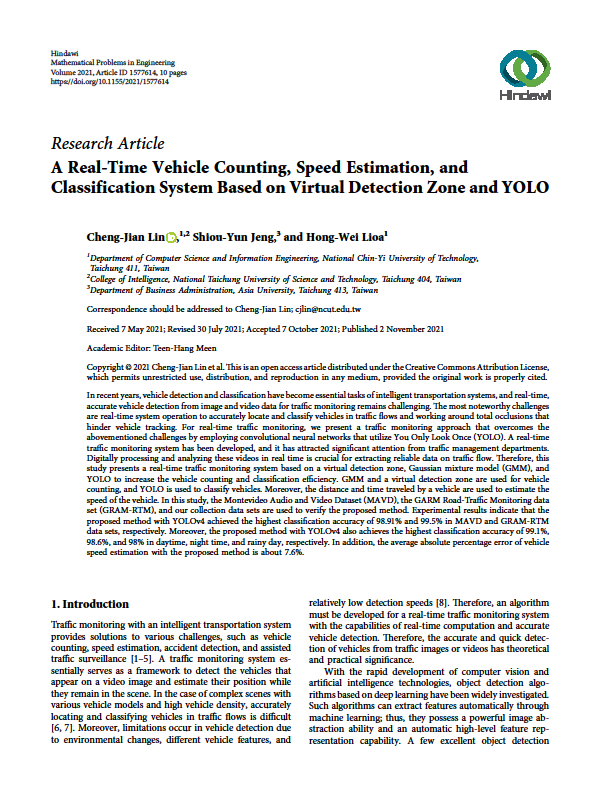 Hindawi
Mathematical Problems in Engineering
Volume 2021, Article ID 1577614, 10 pages
https://doi.org/10.1155/2021/1577614
Hindawi
Research Article
A Real-Time Vehicle Counting, Speed Estimation, and
Classification System Based on Virtual Detection Zone and YOLO
Cheng-Jian Lin ,1,2 Shiou-Yun Jeng,3 and Hong-Wei Lioa1
1Department of Computer Science and Information Engineering, National Chin-Yi University of Technology,
Taichung 411, Taiwan
2College of Intelligence, National Taichung University of Science and Technology, Taichung 404, Taiwan
3Department of Business Administration, Asia University, Taichung 413, Taiwan
Correspondence should be addressed to Cheng-Jian Lin; cjlin@ncut.edu.tw
Received 7 May 2021; Revised 30 July 2021; Accepted 7 October 2021; Published 2 November 2021
Academic Editor: Teen-Hang Meen
Copyright © 2021 Cheng-Jian Lin et al. This is an open access article distributed under the Creative Commons Attribution License,
which permits unrestricted use, distribution, and reproduction in any medium, provided the original work is properly cited.
In recent years, vehicle detection and classification have become essential tasks of intelligent transportation systems, and real-time,
accurate vehicle detection from image and video data for traffic monitoring remains challenging. The most noteworthy challenges
are real-time system operation to accurately locate and classify vehicles in traffic flows and working around total occlusions that
hinder vehicle tracking. For real-time traffic monitoring, we present a traffic monitoring approach that overcomes the
abovementioned challenges by employing convolutional neural networks that utilize You Only Look Once (YOLO). A real-time
traffic monitoring system has been developed, and it has attracted significant attention from traffic management departments.
Digitally processing and analyzing these videos in real time is crucial for extracting reliable data on traffic flow. Therefore, this
study presents a real-time traffic monitoring system based on a virtual detection zone, Gaussian mixture model (GMM), and
YOLO to increase the vehicle counting and classification efficiency. GMM and a virtual detection zone are used for vehicle
counting, and YOLO is used to classify vehicles. Moreover, the distance and time traveled by a vehicle are used to estimate the
speed of the vehicle. In this study, the Montevideo Audio and Video Dataset (MAVD), the GARM Road-Traffic Monitoring data
set (GRAM-RTM), and our collection data sets are used to verify the proposed method. Experimental results indicate that the
proposed method with YOLOv4 achieved the highest classification accuracy of 98.91% and 99.5% in MAVD and GRAM-RTM
data sets, respectively. Moreover, the proposed method with YOLOv4 also achieves the highest classification accuracy of 99.1%,
98.6%, and 98% in daytime, night time, and rainy day, respectively. In addition, the average absolute percentage error of vehicle
speed estimation with the proposed method is about 7.6%.
1. Introduction
Traffic monitoring with an intelligent transportation system
provides solutions to various challenges, such as vehicle
counting, speed estimation, accident detection, and assisted
traffic surveillance [1–5]. A traffic monitoring system es-
sentially serves as a framework to detect the vehicles that
appear on a video image and estimate their position while
they remain in the scene. In the case of complex scenes with
various vehicle models and high vehicle density, accurately
locating and classifying vehicles in traffic flows is difficult
[6, 7]. Moreover, limitations occur in vehicle detection due
to environmental changes, different vehicle features, and
relatively low detection speeds [8]. Therefore, an algorithm
must be developed for a real-time traffic monitoring system
with the capabilities of real-time computation and accurate
vehicle detection. Therefore, the accurate and quick detec-
tion of vehicles from traffic images or videos has theoretical
and practical significance.
With the rapid development of computer vision and
artificial intelligence technologies, object detection algo-
rithms based on deep learning have been widely investigated.
Such algorithms can extract features automatically through
machine learning; thus, they possess a powerful image ab-
straction ability and an automatic high-level feature rep-
resentation capability. A few excellent object detection